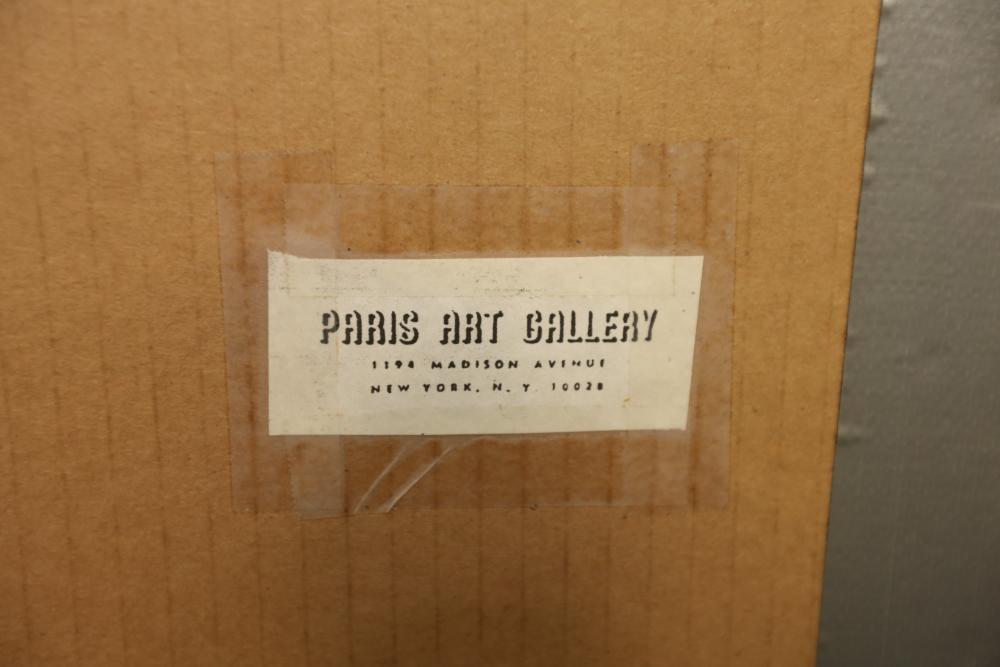 PARIS ART GALLERY
1194 MADISON AVENUE
NEW YORK, N. Y. 10028